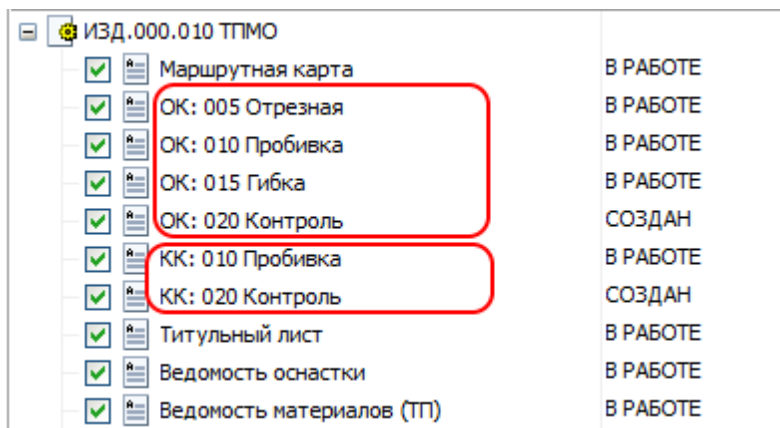 ИЗД.000.010 ТПМО
Маршрутная карта В РАБОТЕ
ОК: 005 Отрезная В РАБОТЕ
ОК: 010 Пробивка В РАБОТЕ
ОК: 015 Гибка В РАБОТЕ
ОК: 020 Контроль СОЗДАН
КК: 010 Пробивка В РАБОТЕ
КК: 020 Контроль СОЗДАН
Титульный лист В РАБОТЕ
Ведомость оснастки В РАБОТЕ
Ведомость материалов (ТП) В РАБОТЕ